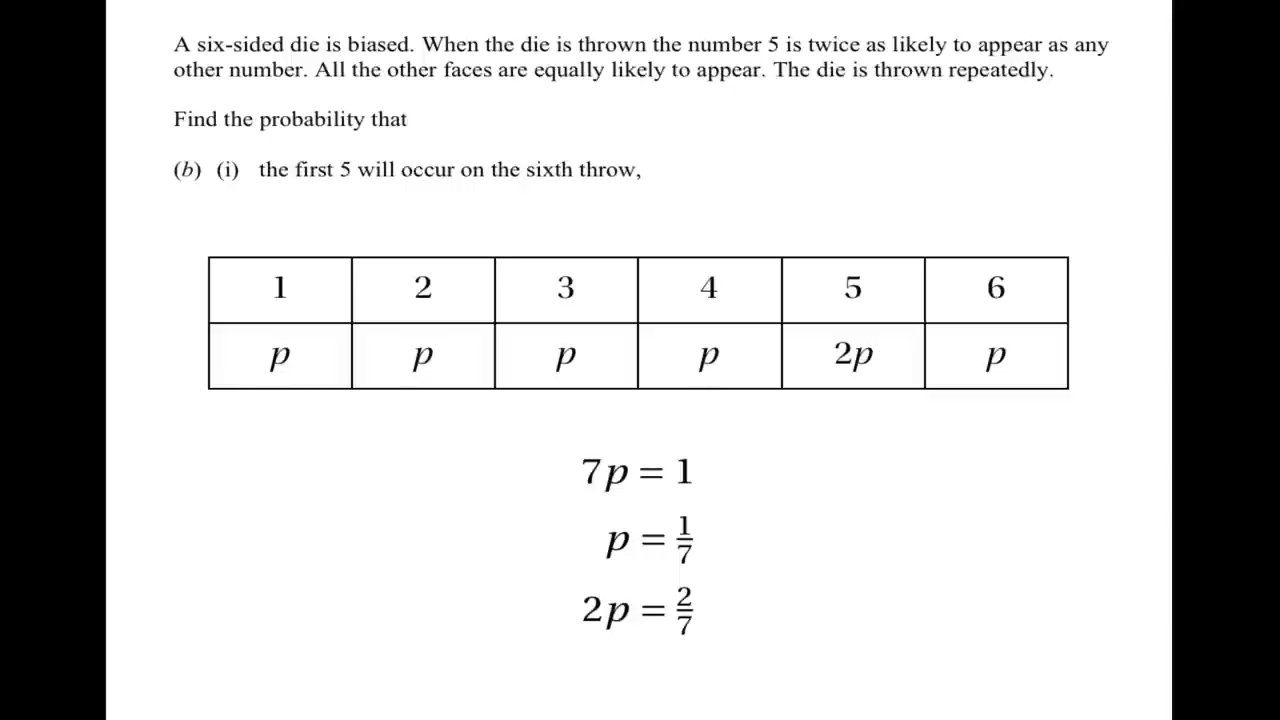 A six-sided die is biased. When the die is thrown the number 5 is twice as likely to appear as any
other number. All the other faces are equally likely to appear. The die is thrown repeatedly.
Find the probability that
(b) (i) the first 5 will occur on the sixth throw,
1 2 3 4 5 6
p p p p 2p p
7p = 1
p = 1/7
2p = 2/7